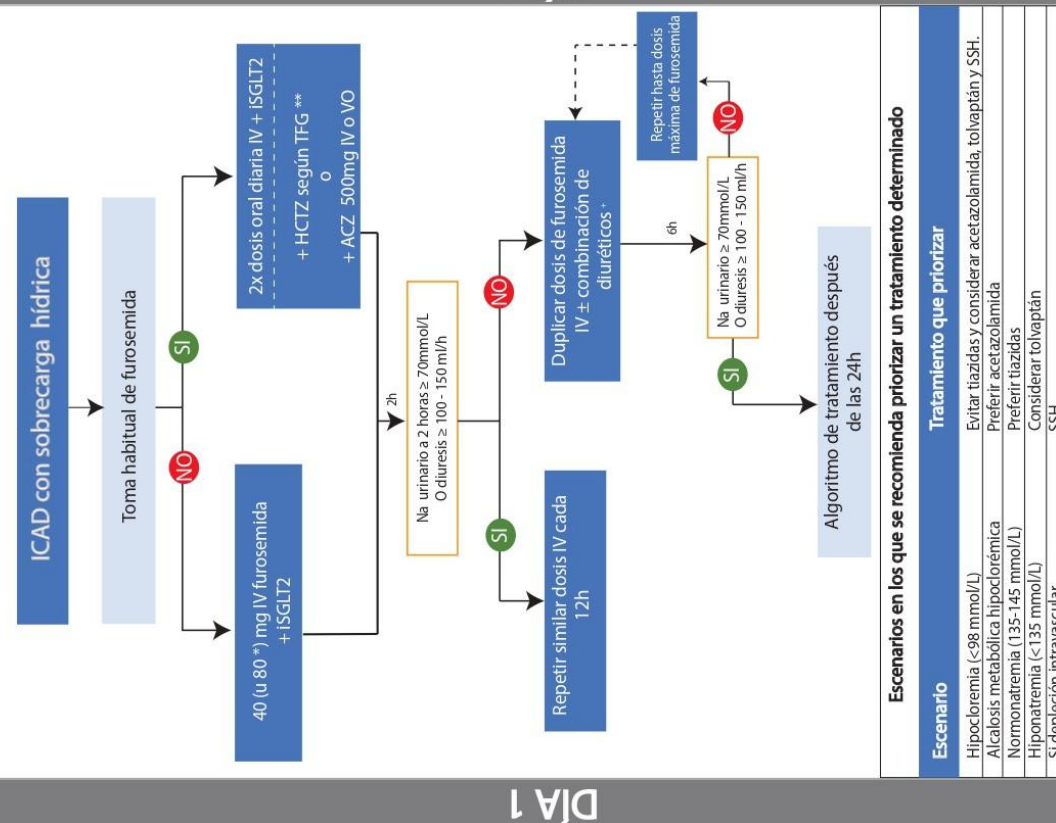 DÍA 1
ICAD con sobrecarga hídrica
Toma habitual de furosemida
NO
SI
40 (u 80 *) mg IV furosemida
+ iSGLT2
2x dosis oral diaria IV + iSGLT2
+ HCTZ según TFG **
o
+ ACZ 500mg IV o VO
2h
Na urinario a 2 horas ≥ 70mmol/L
O diuresis ≥ 100 - 150 ml/h
SI
NO
Repetir similar dosis IV cada
12h
Duplicar dosis de furosemida
IV ± combinación de
diuréticos +
6h
Na urinario ≥ 70mmol/L
O diuresis ≥ 100 - 150 ml/h
SI
NO
Repetir hasta dosis
máxima de furosemida
Algoritmo de tratamiento después
de las 24h
Escenarios en los que se recomienda priorizar un tratamiento determinado
Escenario Tratamiento que priorizar
Hipocloremia (<98 mmol/L) Evitar tiazidas y considerar acetazolamida, tolvaptán y SSH.
Alcalosis metabólica hipoclorémica Preferir acetazolamida
Normonatremia (135-145 mmol/L) Preferir tiazidas
Hiponatremia (<135 mmol/L) Considerar tolvaptán
Si depleción intravascular SSH